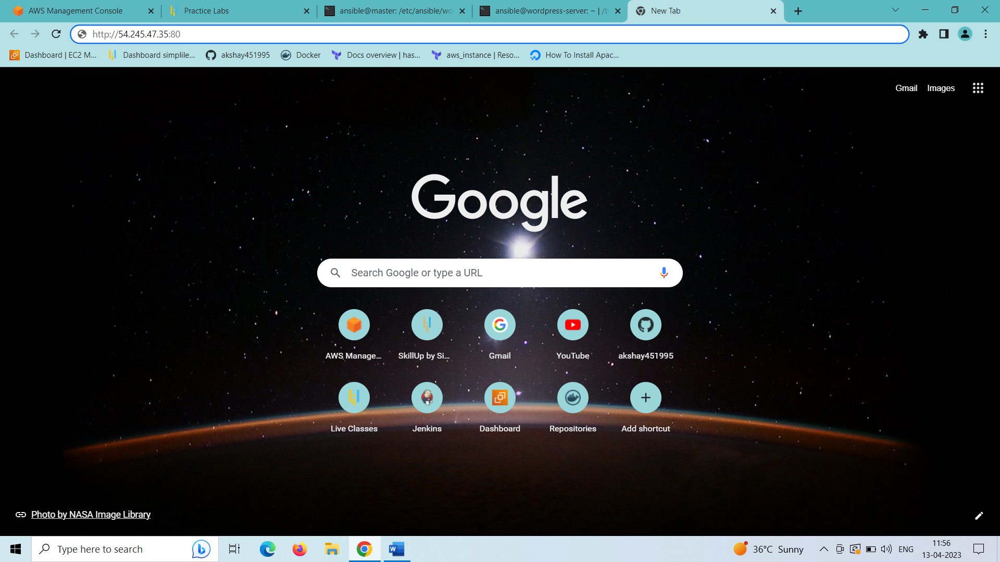 AWS Management Console
Practice Labs
ansible@master: /etc/ansible/wo
ansible@wordpress-server: ~ | /b
New Tab
http://54.245.47.35:80
Dashboard | EC2 M...
Dashboard simplile...
akshay451995
Docker
Docs overview | has...
aws_instance | Reso...
How To Install Apac...
Gmail
Images
Google
Search Google or type a URL
AWS Manage...
SkillUp by Si...
Gmail
YouTube
akshay451995
Live Classes
Jenkins
Dashboard
Repositories
Add shortcut
Photo by NASA Image Library
Type here to search
36°C Sunny
ENG
11:56
13-04-2023